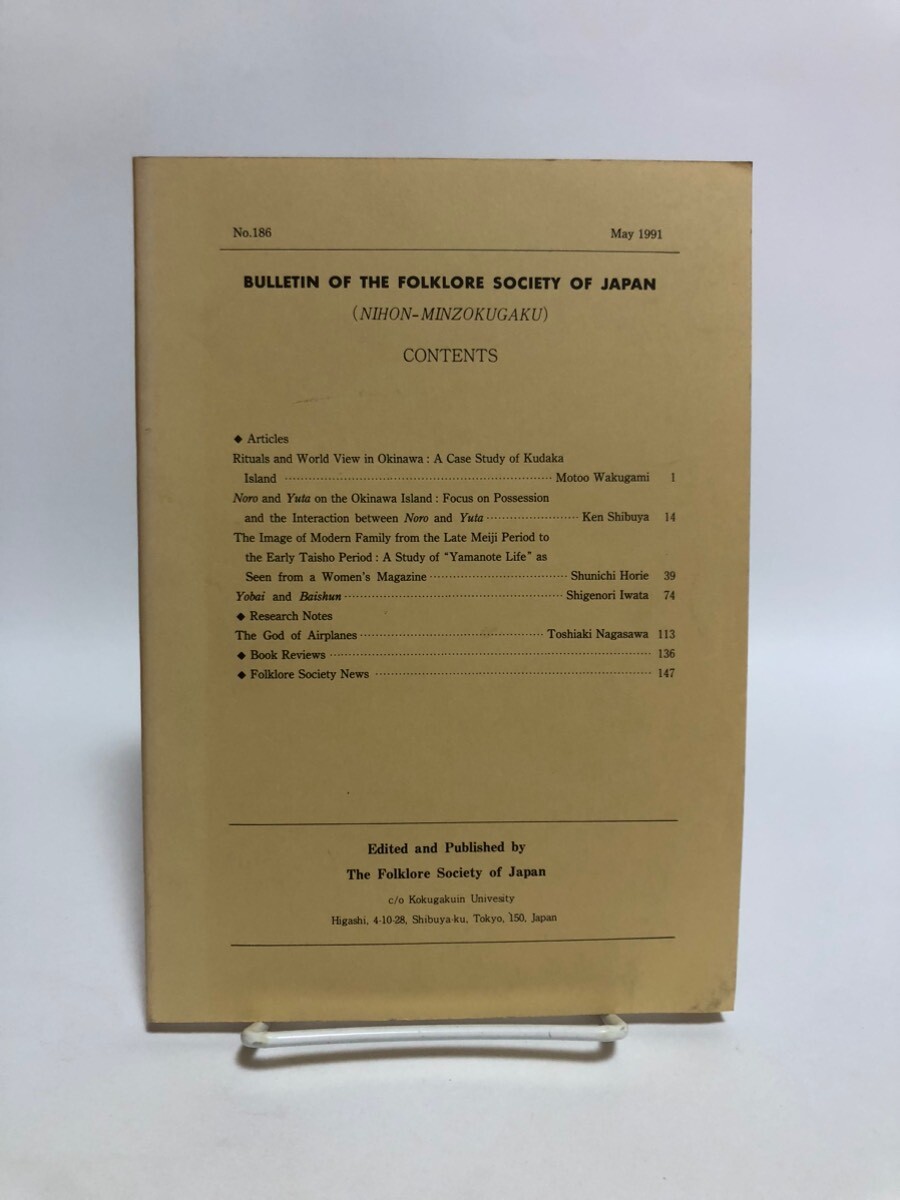 No.186 May 1991
BULLETIN OF THE FOLKLORE SOCIETY OF JAPAN
(NIHON-MINZOKUGAKU)
CONTENTS
◆ Articles
Rituals and World View in Okinawa : A Case Study of Kudaka
Island ································ Motoo Wakugami 1
Noro and Yuta on the Okinawa Island : Focus on Possession
and the Interaction between Noro and Yuta ················ Ken Shibuya 14
The Image of Modern Family from the Late Meiji Period to
the Early Taisho Period : A Study of "Yamanote Life" as
Seen from a Women's Magazine ························ Shunichi Horie 39
Yobai and Baishun ································ Shigenori Iwata 74
◆ Research Notes
The God of Airplanes ································ Toshiaki Nagasawa 113
◆ Book Reviews ································ 136
◆ Folklore Society News ································ 147
Edited and Published by
The Folklore Society of Japan
c/o Kokugakuin Univesity
Higashi, 4-10-28, Shibuya-ku, Tokyo, 150, Japan